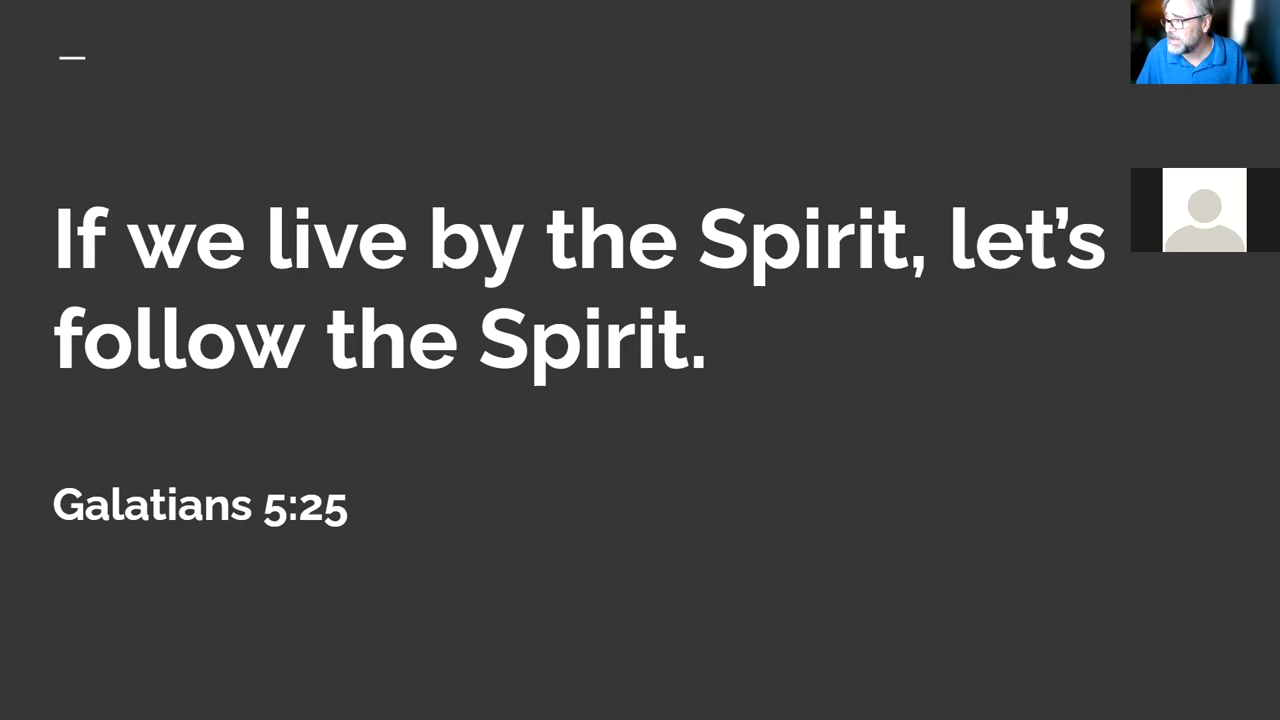 If we live by the Spirit, let’s
follow the Spirit.
Galatians 5:25